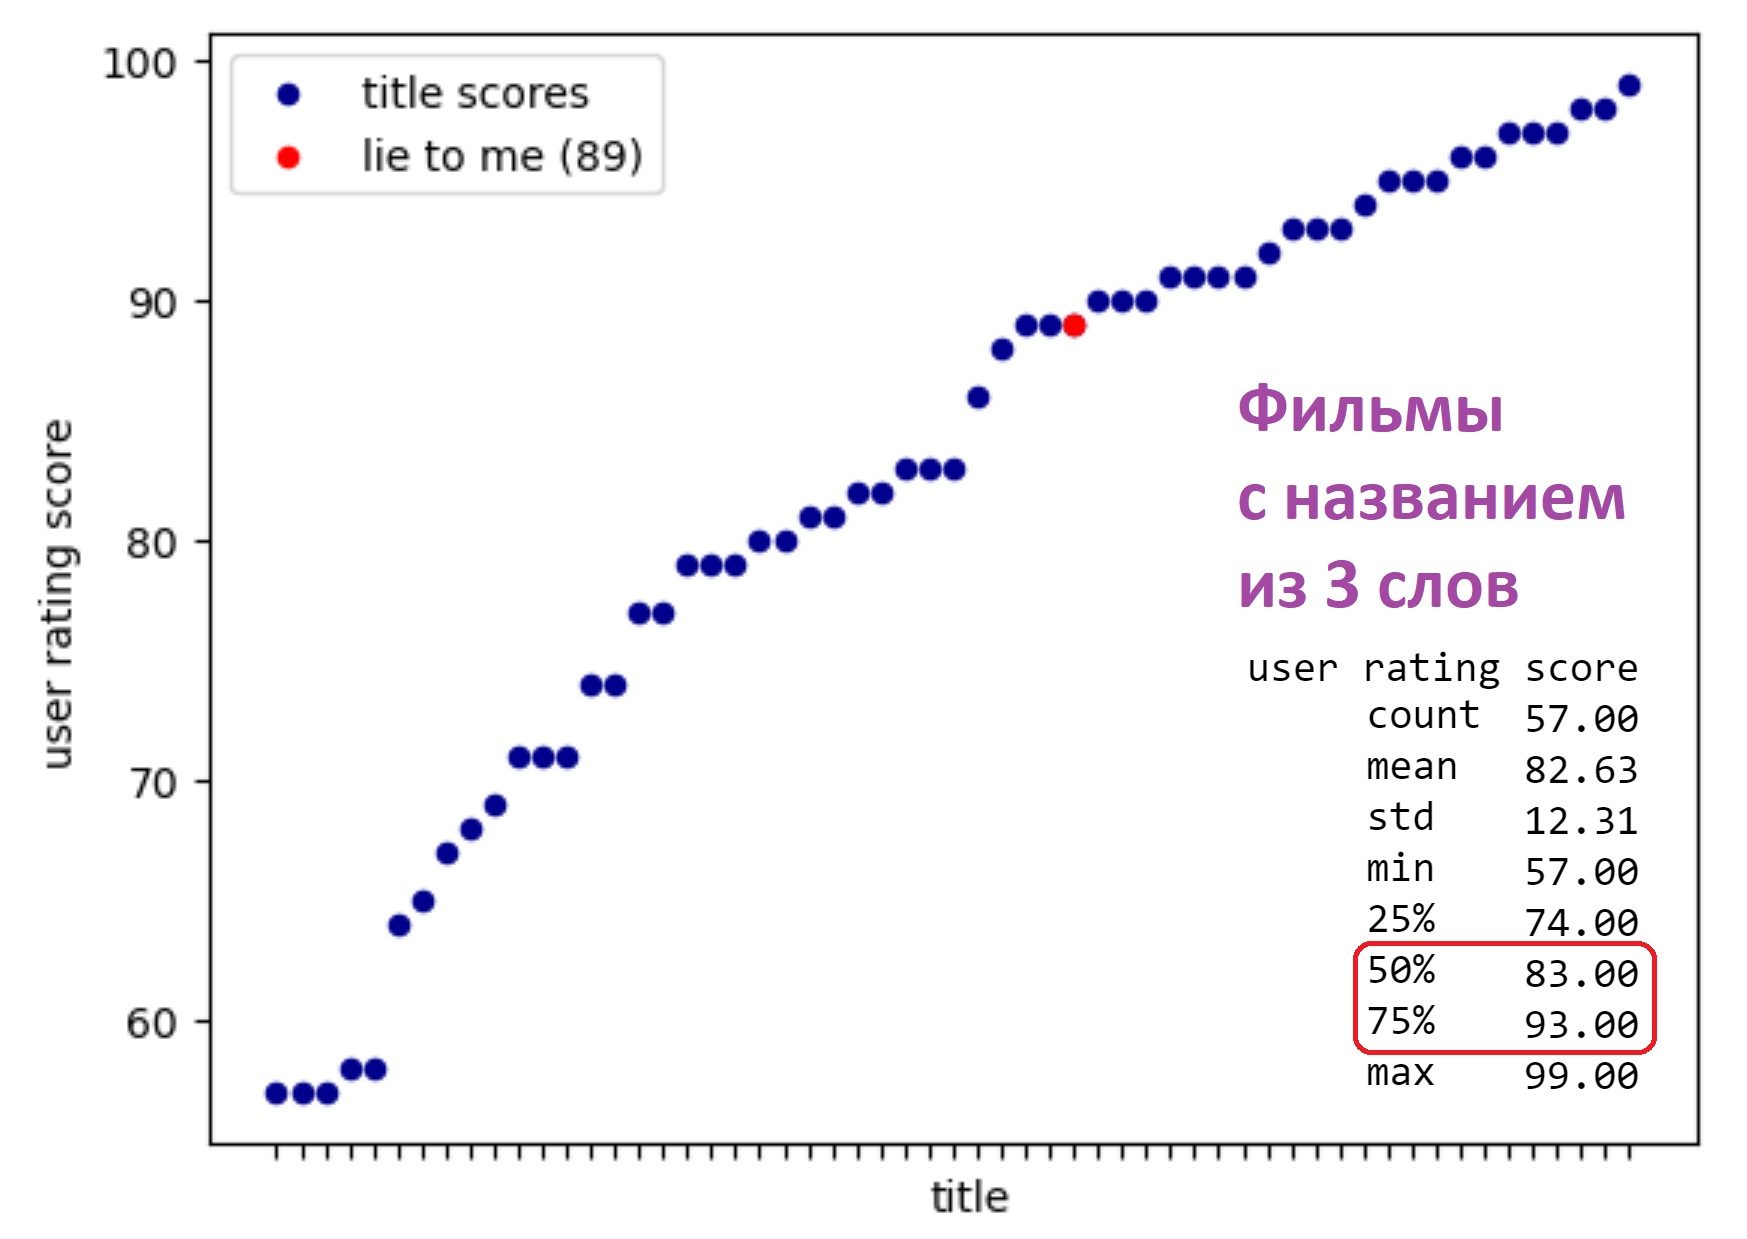 100
90
80
70
60
user rating score
title scores
lie to me (89)
Фильмы
с названием
из 3 слов
user rating score
count 57.00
mean 82.63
std 12.31
min 57.00
25% 74.00
50% 83.00
75% 93.00
max 99.00
title